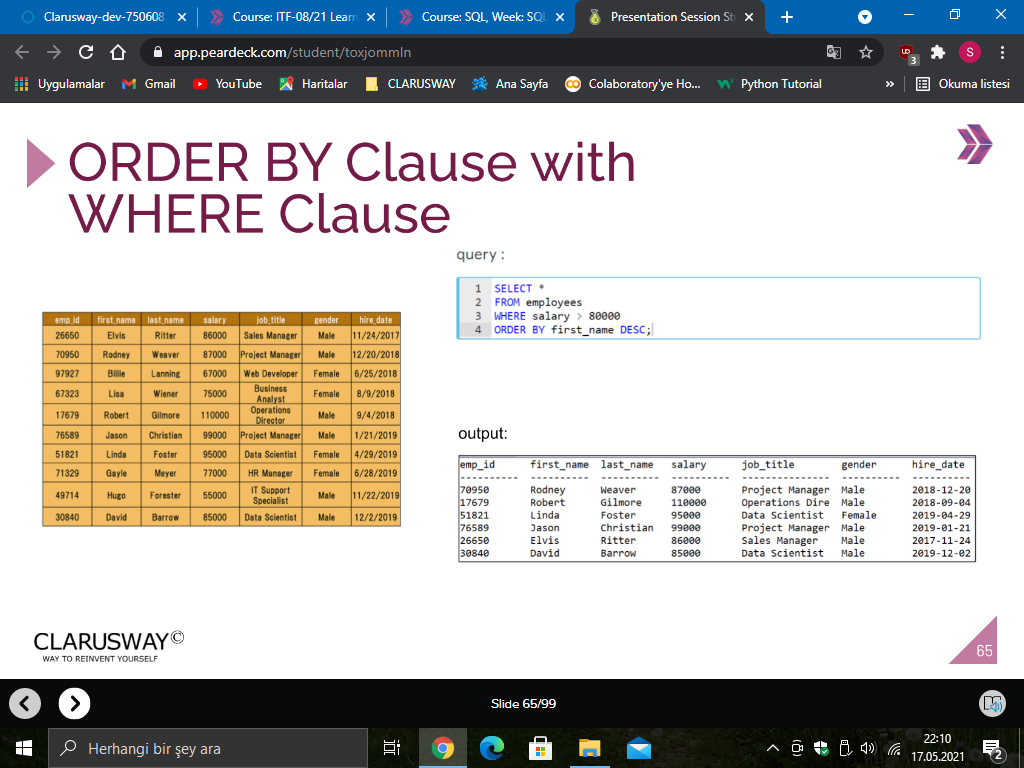 Clarusway-dev-750608
Course: ITF-08/21 Learn
Course: SQL, Week: SQL
Presentation Session St
app.peardeck.com/student/toxjommln
S
3
Uygulamalar
Gmail
YouTube
Haritalar
CLARUSWAY
Ana Sayfa
Colaboratory'ye Ho...
Python Tutorial
»
Okuma listesi
ORDER BY Clause with
WHERE Clause
query :
1 SELECT *
2 FROM employees
3 WHERE salary > 80000
4 ORDER BY first_name DESC;
emp_id first_name last_name salary job_title gender hire_date
26650 Elvis Ritter 86000 Sales Manager Male 11/24/2017
70950 Rodney Weaver 87000 Project Manager Male 12/20/2018
97927 Billie Lanning 67000 Web Developer Female 6/25/2018
67323 Lisa Wiener 75000 Business Analyst Female 8/9/2018
17679 Robert Gilmore 110000 Operations Director Male 9/4/2018
76589 Jason Christian 99000 Project Manager Male 1/21/2019
51821 Linda Foster 95000 Data Scientist Female 4/29/2019
71329 Gayle Meyer 77000 HR Manager Female 6/28/2019
49714 Hugo Forester 55000 IT Support Specialist Male 11/22/2019
30840 David Barrow 85000 Data Scientist Male 12/2/2019
output:
emp_id first_name last_name salary job_title gender hire_date
---------- ---------- ---------- ---------- --------------- ---------- ----------
70950 Rodney Weaver 87000 Project Manager Male 2018-12-20
17679 Robert Gilmore 110000 Operations Dire Male 2018-09-04
51821 Linda Foster 95000 Data Scientist Female 2019-04-29
76589 Jason Christian 99000 Project Manager Male 2019-01-21
26650 Elvis Ritter 86000 Sales Manager Male 2017-11-24
30840 David Barrow 85000 Data Scientist Male 2019-12-02
CLARUSWAY©
WAY TO REINVENT YOURSELF
65
Slide 65/99
Herhangi bir şey ara
22:10
17.05.2021
2